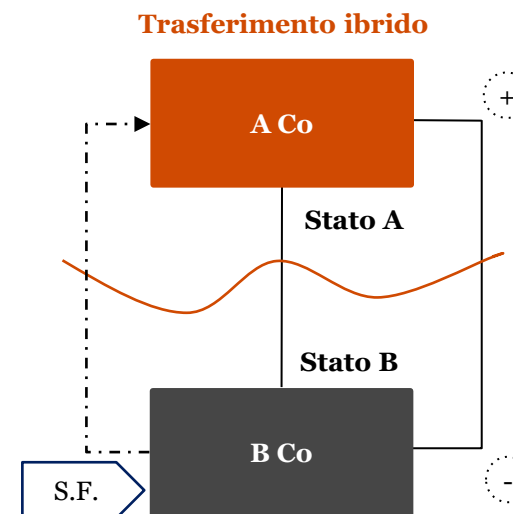 Trasferimento ibrido
A Co
+
Stato A
Stato B
B Co
S.F.
-